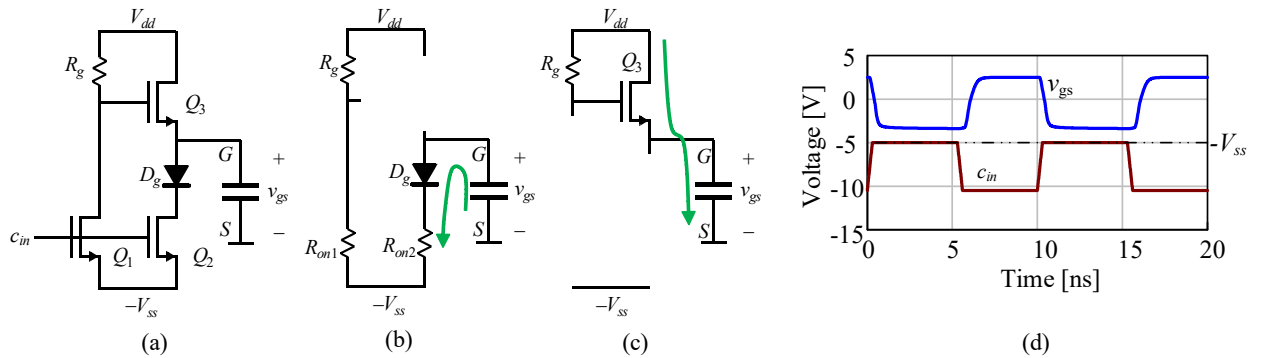 V_dd
R_g
Q_3
G
+
D_g
v_gs
S
−
c_in
Q_1
Q_2
−V_ss
(a)
V_dd
R_g
G
+
D_g
v_gs
S
−
R_on1
R_on2
−V_ss
(b)
V_dd
R_g
Q_3
G
+
v_gs
S
−
−V_ss
(c)
Voltage [V]
5
0
-5
-10
-15
v_gs
-V_ss
c_in
0
5
10
15
20
Time [ns]
(d)